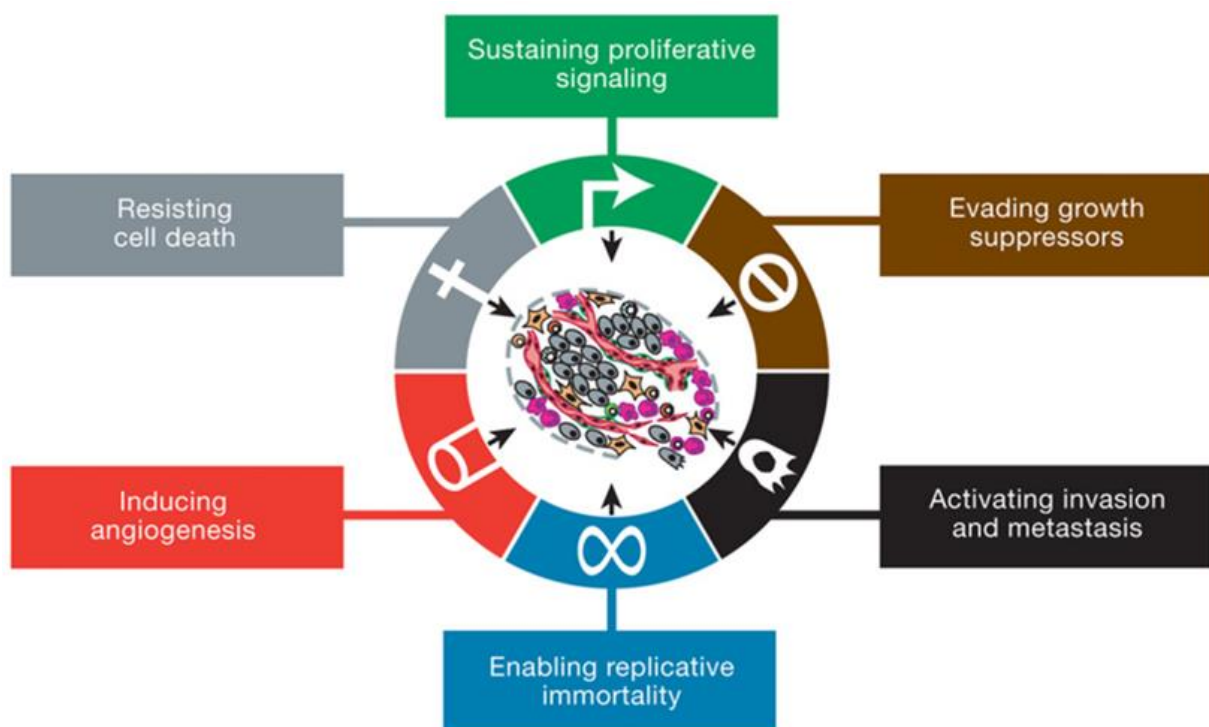 Sustaining proliferative
signaling
Resisting
cell death
Evading growth
suppressors
Inducing
angiogenesis
Activating invasion
and metastasis
Enabling replicative
immortality